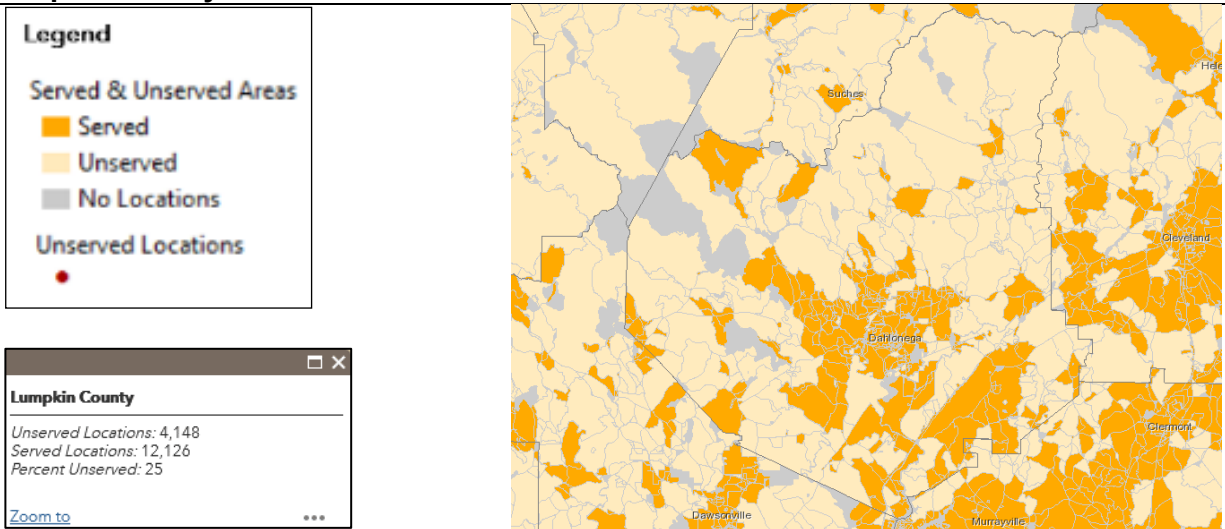 Legend
Served & Unserved Areas
Served
Unserved
No Locations
Unserved Locations
Lumpkin County
Unserved Locations: 4,148
Served Locations: 12,126
Percent Unserved: 25
Zoom to
Suches
Hele
Cleveland
Dahlonega
Clermont
Dawsonville
Murrayville